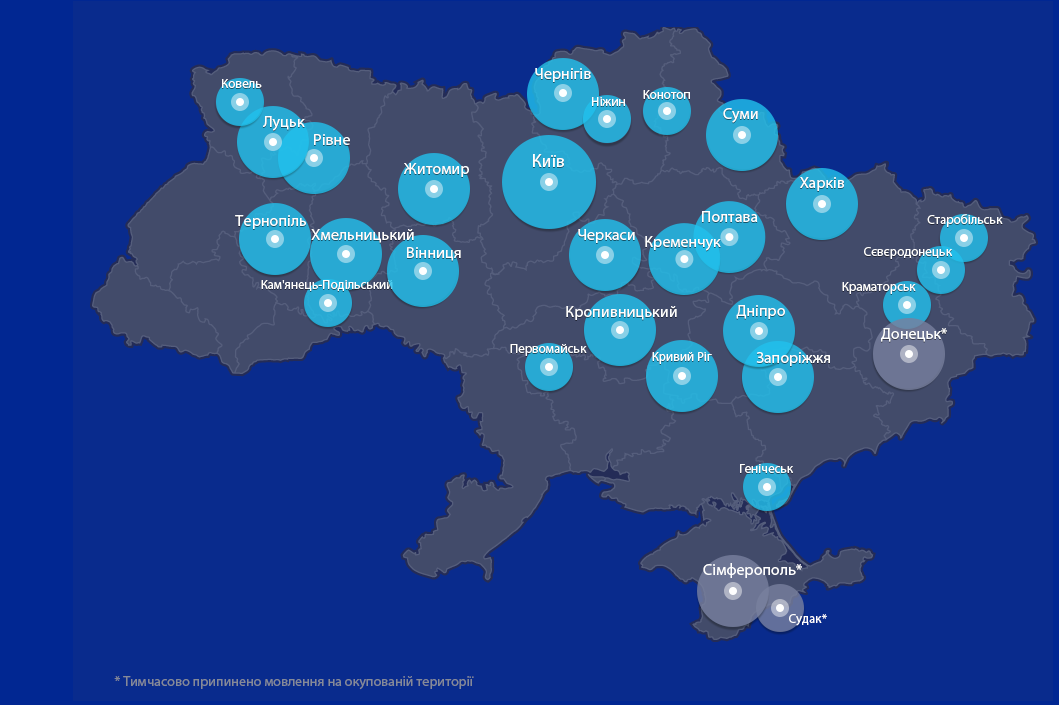 Чернігів
Ковель
Ніжин
Конотоп
Суми
Луцьк
Рівне
Київ
Житомир
Харків
Тернопіль
Хмельницький
Полтава
Старобільськ
Черкаси
Кременчук
Вінниця
Сєвєродонецьк
Кам'янець-Подільський
Краматорськ
Кропивницький
Дніпро
Донецьк*
Первомайськ
Кривий Ріг
Запоріжжя
Генічеськ
Сімферополь*
Судак*
* Тимчасово припинено мовлення на окупованій території